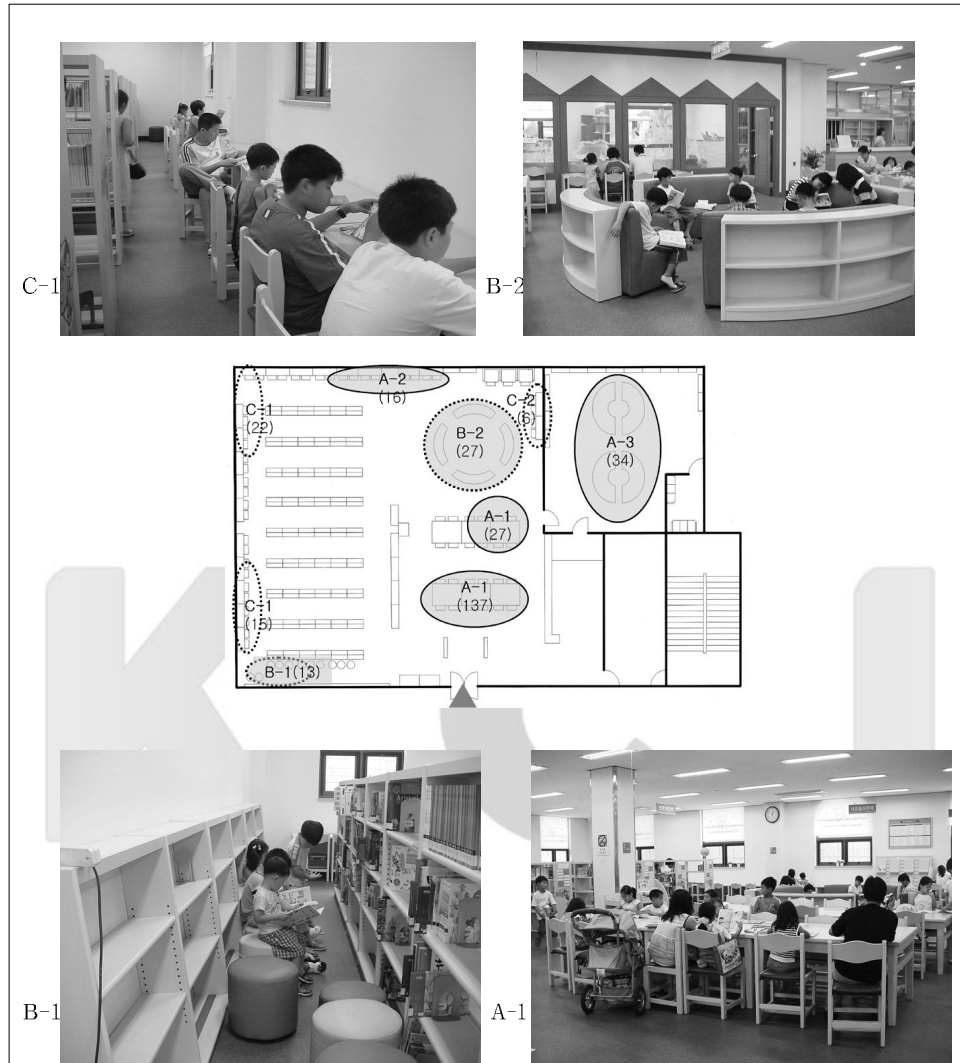 C-1
B-2
A-2
(16)
C-1
(22)
C-2
(6)
B-2
(27)
A-3
(34)
A-1
(27)
A-1
(137)
C-1
(15)
B-1(13)
B-1
A-1